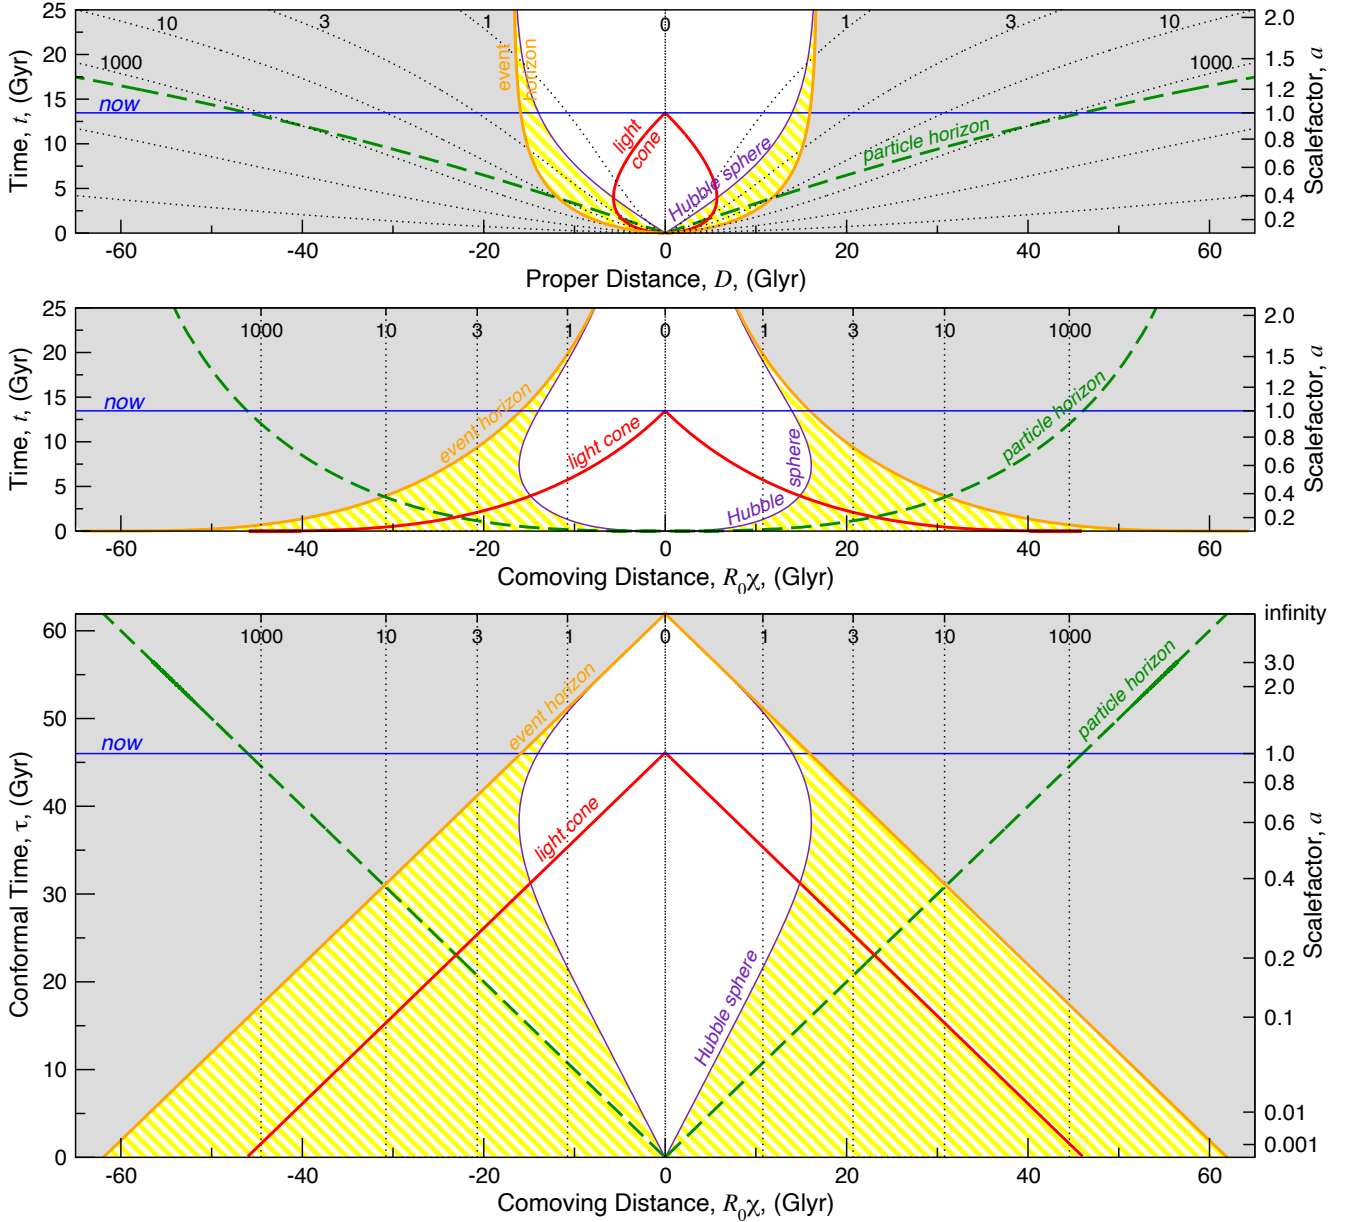 25
20
15
10
5
0
Time, t, (Gyr)
10 3 1 0 1 3 10
1000 1000
now
event
horizon
light
cone
Hubble sphere
particle horizon
2.0
1.5
1.2
1.0
0.8
0.6
0.4
0.2
Scalefactor, a
-60 -40 -20 0 20 40 60
Proper Distance, D, (Glyr)
25
20
15
10
5
0
Time, t, (Gyr)
1000 10 3 1 0 1 3 10 1000
now
event horizon
light cone
Hubble sphere
particle horizon
2.0
1.5
1.2
1.0
0.8
0.6
0.4
0.2
Scalefactor, a
-60 -40 -20 0 20 40 60
Comoving Distance, R₀χ, (Glyr)
60
50
40
30
20
10
0
Conformal Time, τ, (Gyr)
1000 10 3 1 0 1 3 10 1000
now
event horizon
light cone
Hubble sphere
particle horizon
infinity
3.0
2.0
1.0
0.8
0.6
0.4
0.2
0.1
0.01
0.001
Scalefactor, a
-60 -40 -20 0 20 40 60
Comoving Distance, R₀χ, (Glyr)